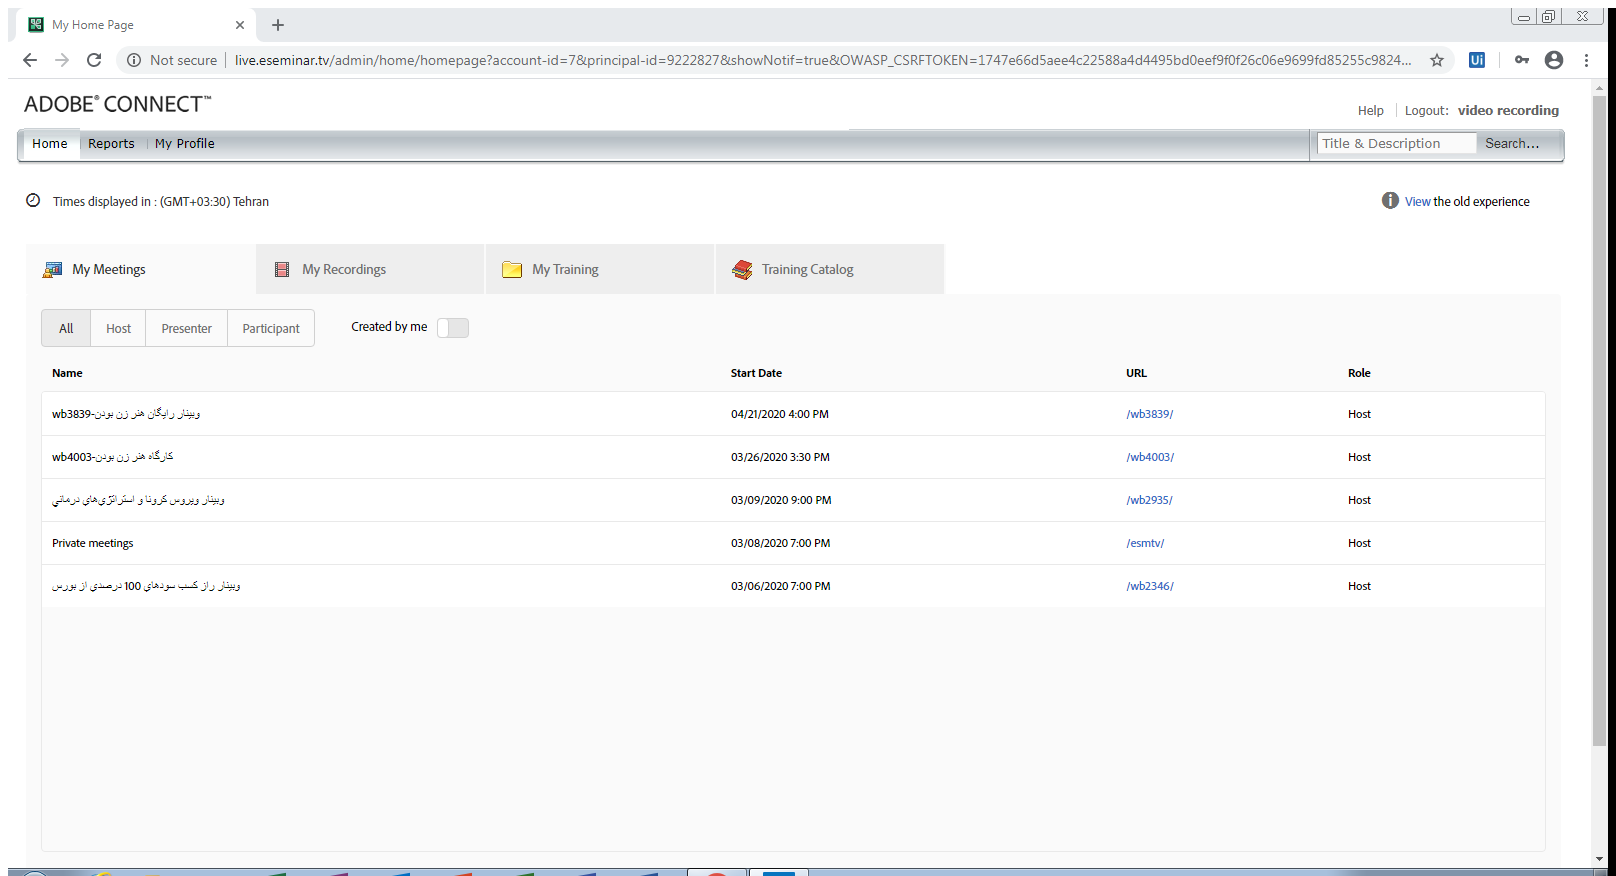 My Home Page
Not secure
live.eseminar.tv/admin/home/homepage?account-id=7&principal-id=9222827&showNotif=true&OWASP_CSRFTOKEN=1747e66d5aee4c22588a4d4495bd0eef9f0f26c06e9699fd85255c9824...
Ui
ADOBE® CONNECT™
Help Logout: video recording
Home Reports My Profile
Title & Description Search...
Times displayed in : (GMT+03:30) Tehran
View the old experience
My Meetings My Recordings My Training Training Catalog
All Host Presenter Participant Created by me
Name Start Date URL Role
wb3839-وبینار رایگان هنر زن بودن 04/21/2020 4:00 PM /wb3839/ Host
wb4003-کارگاه هنر زن بودن 03/26/2020 3:30 PM /wb4003/ Host
وبینار ویروس کرونا و استراتژي‌هاي درماني 03/09/2020 9:00 PM /wb2935/ Host
Private meetings 03/08/2020 7:00 PM /esmtv/ Host
وبینار راز کسب سودهاي 100 درصدي از بورس 03/06/2020 7:00 PM /wb2346/ Host